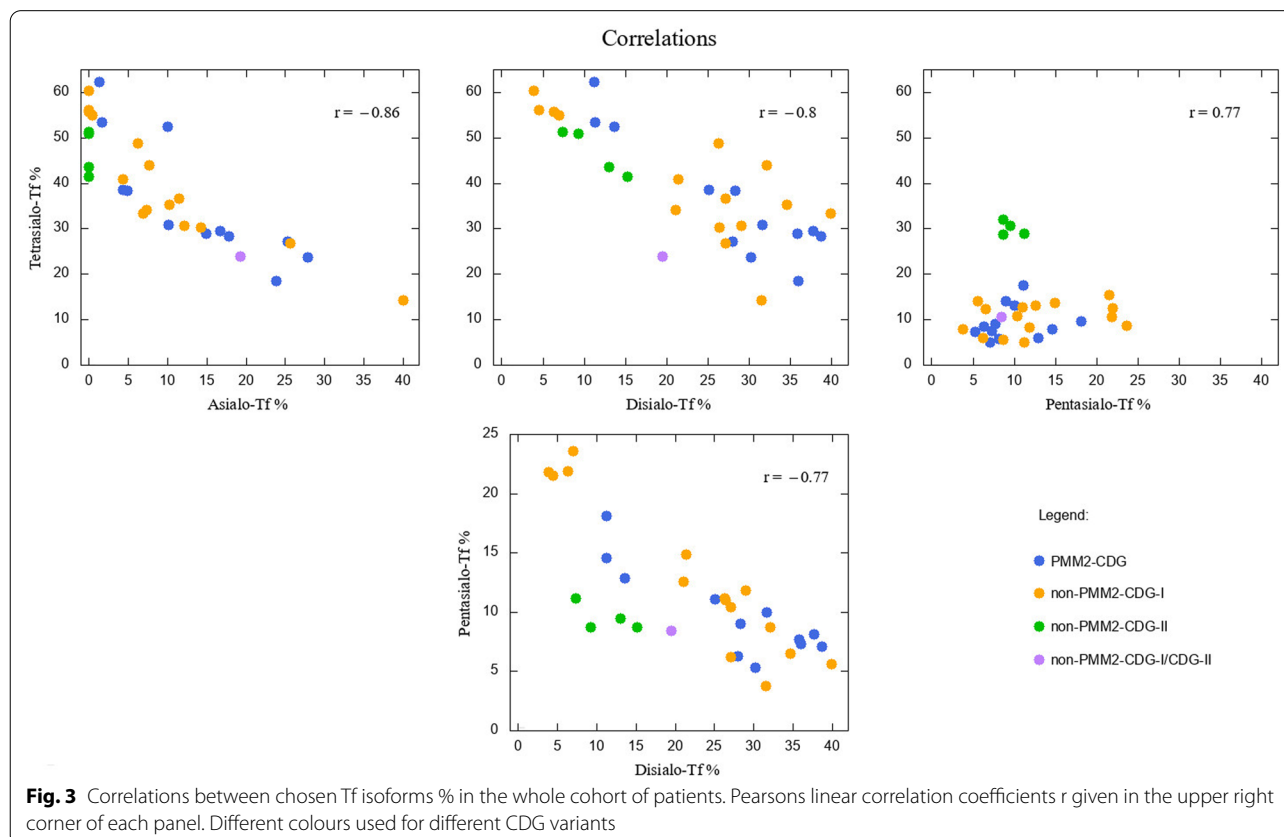 Correlations
r = −0.86
r = −0.8
r = 0.77
Tetrasialo-Tf %
60
50
40
30
20
10
0
0 5 10 15 20 25 30 35 40
Asialo-Tf %
60
50
40
30
20
10
0
0 5 10 15 20 25 30 35 40
Disialo-Tf %
60
50
40
30
20
10
0
0 10 20 30 40
Pentasialo-Tf %
r = −0.77
Pentasialo-Tf %
25
20
15
10
5
0
0 5 10 15 20 25 30 35 40
Disialo-Tf %
Legend:
PMM2-CDG
non-PMM2-CDG-I
non-PMM2-CDG-II
non-PMM2-CDG-I/CDG-II
Fig. 3 Correlations between chosen Tf isoforms % in the whole cohort of patients. Pearsons linear correlation coefficients r given in the upper right
corner of each panel. Different colours used for different CDG variants